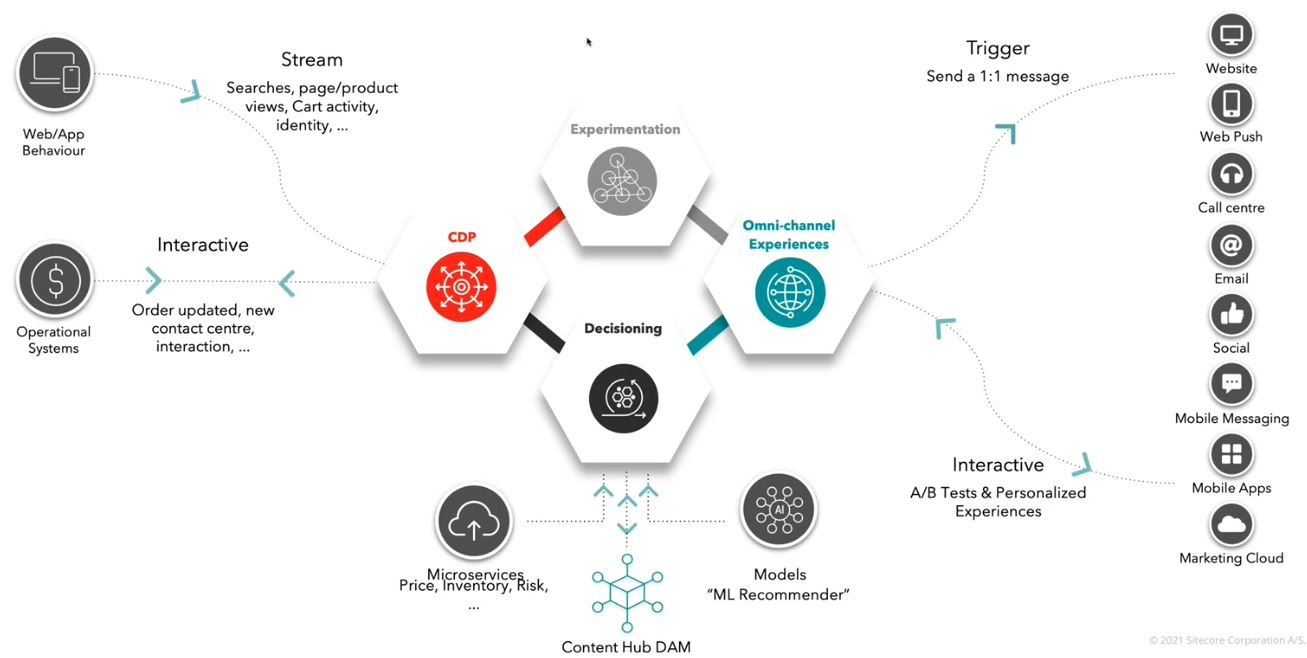 Stream
Searches, page/product
views, Cart activity,
identity, ...
Web/App
Behaviour
Interactive
Order updated, new
contact centre,
interaction, ...
Operational
Systems
Experimentation
CDP
Omni-channel
Experiences
Decisioning
Microservices
Price, Inventory, Risk,
...
Content Hub DAM
AI
Models
“ML Recommender”
Trigger
Send a 1:1 message
Interactive
A/B Tests & Personalized
Experiences
Website
Web Push
Call centre
@
Email
Social
Mobile Messaging
Mobile Apps
Marketing Cloud
© 2021 Sitecore Corporation A/S.